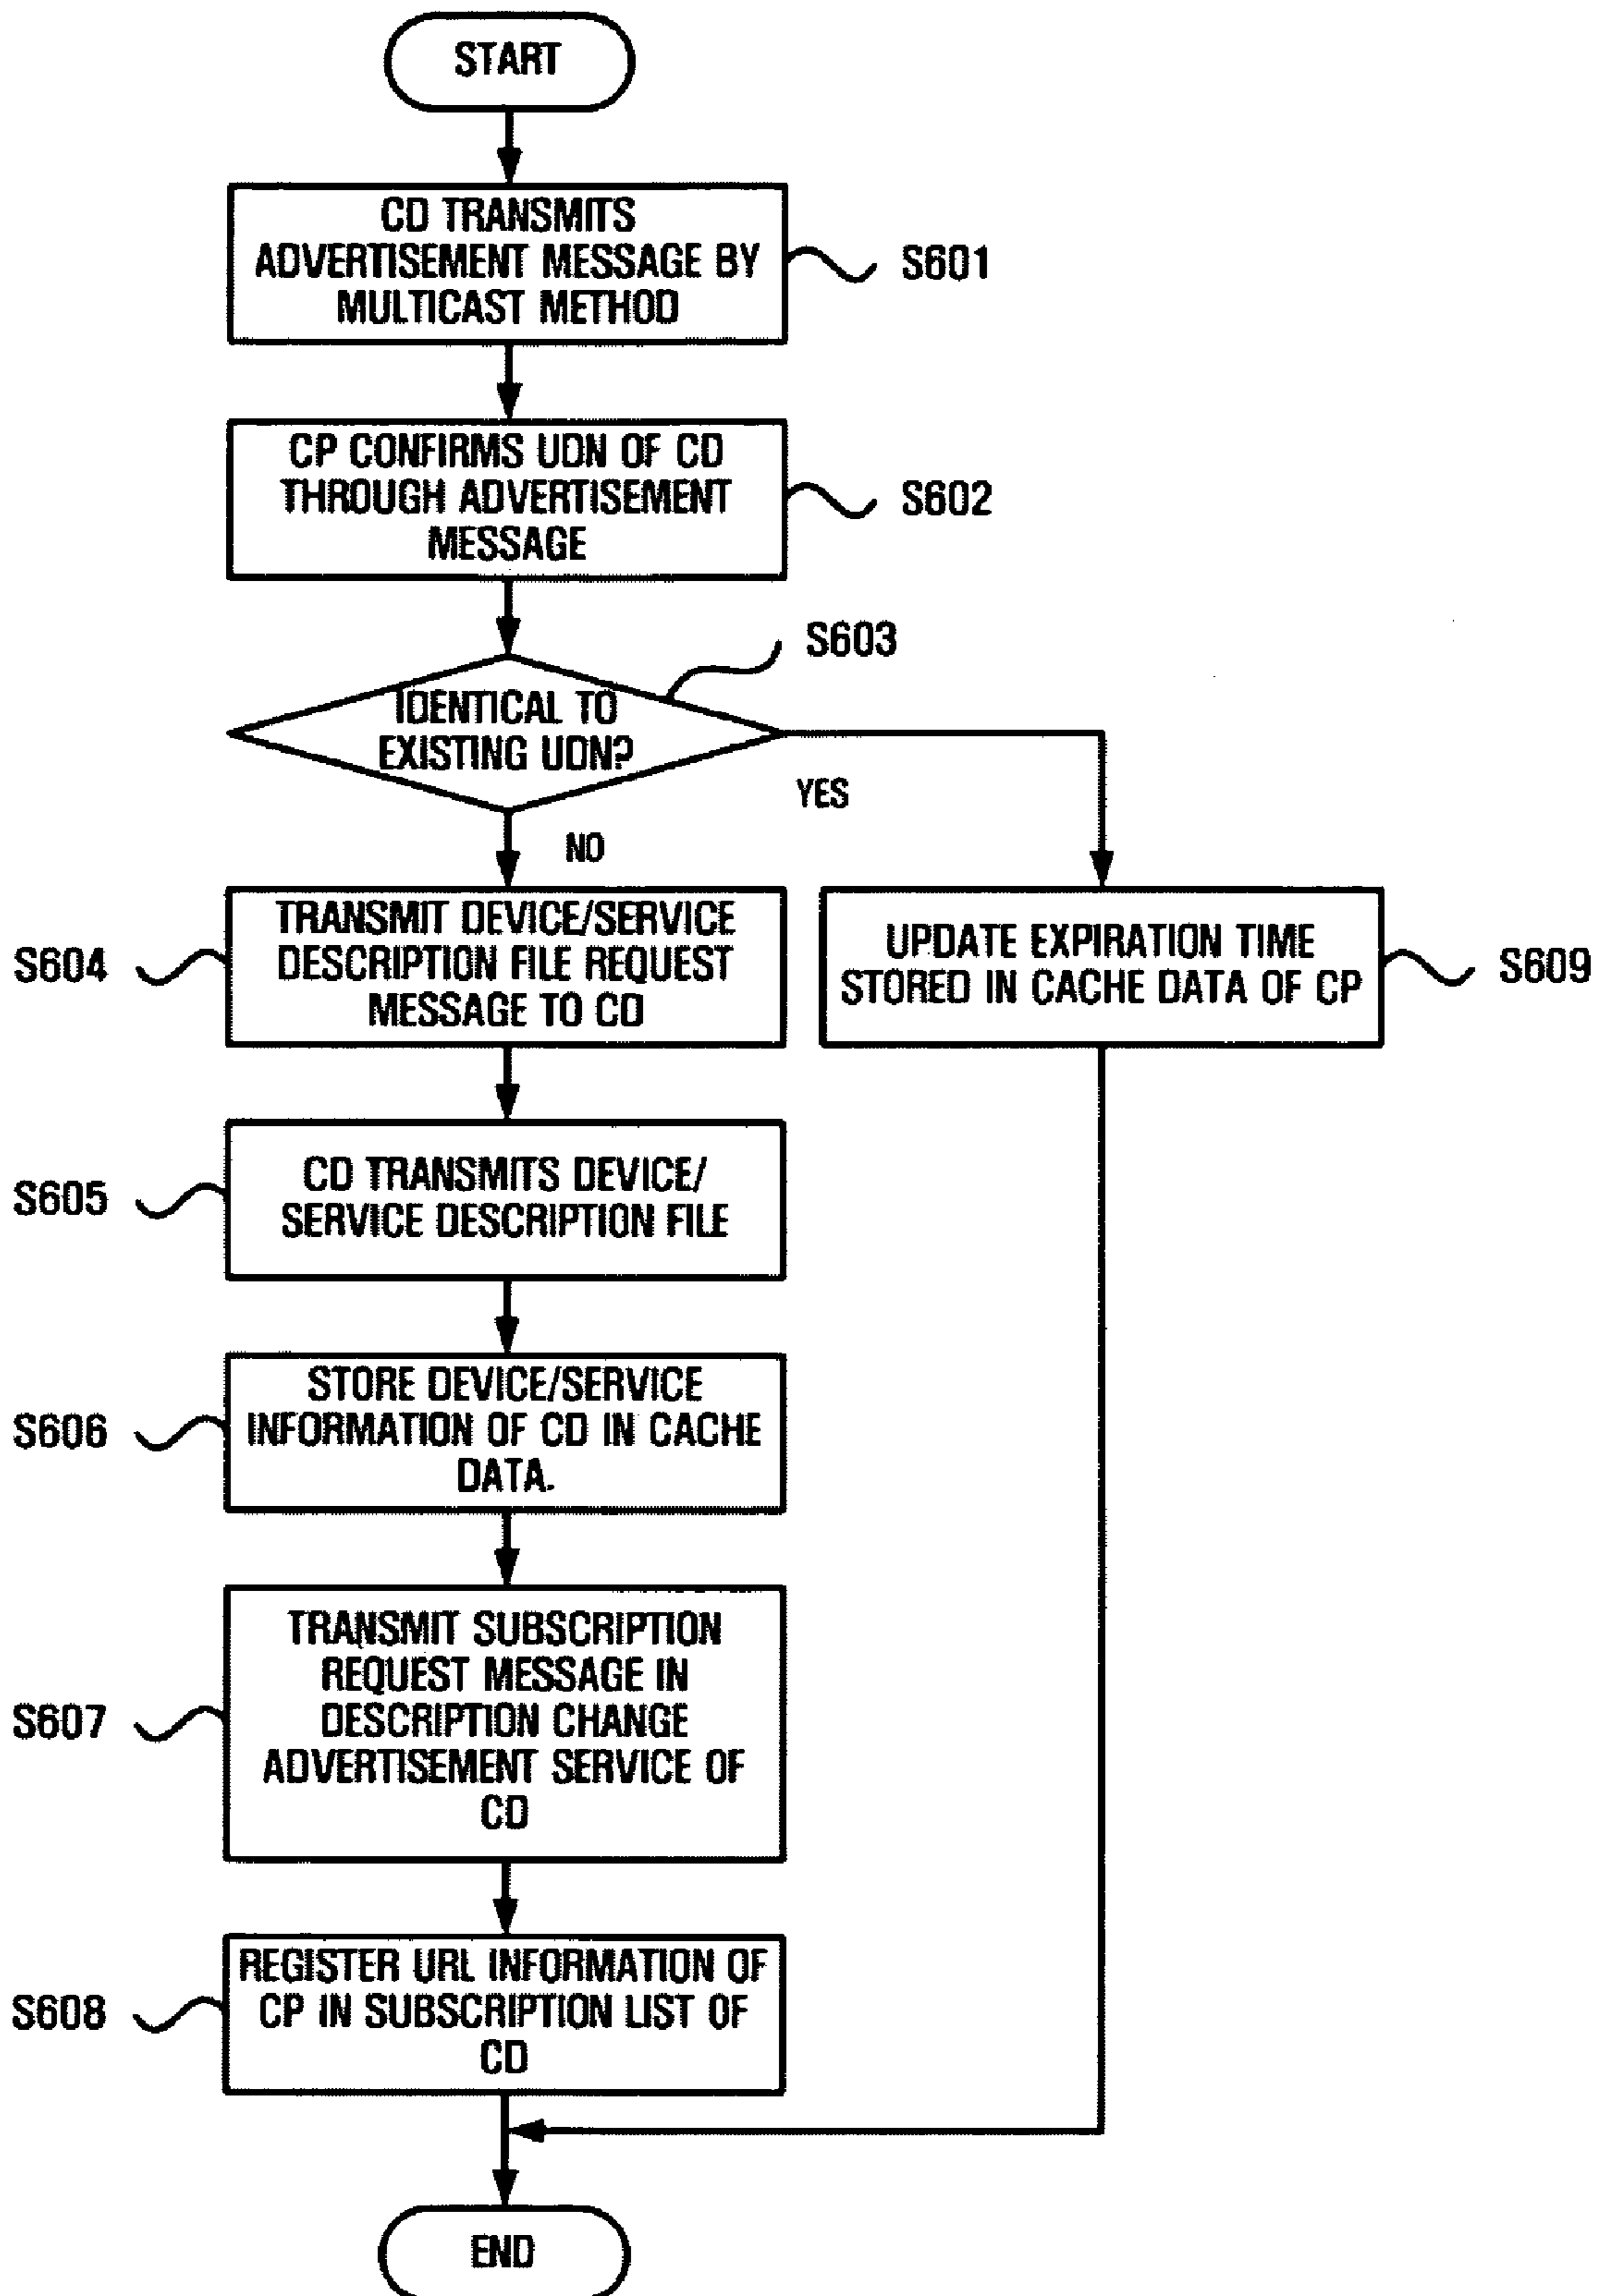 START
CD TRANSMITS
ADVERTISEMENT MESSAGE BY
MULTICAST METHOD
S601
CP CONFIRMS UDN OF CD
THROUGH ADVERTISEMENT
MESSAGE
S602
S603
IDENTICAL TO
EXISTING UDN?
YES
NO
S604
TRANSMIT DEVICE/SERVICE
DESCRIPTION FILE REQUEST
MESSAGE TO CD
UPDATE EXPIRATION TIME
STORED IN CACHE DATA OF CP
S609
S605
CD TRANSMITS DEVICE/
SERVICE DESCRIPTION FILE
S606
STORE DEVICE/SERVICE
INFORMATION OF CD IN CACHE
DATA.
S607
TRANSMIT SUBSCRIPTION
REQUEST MESSAGE IN
DESCRIPTION CHANGE
ADVERTISEMENT SERVICE OF
CD
S608
REGISTER URL INFORMATION OF
CP IN SUBSCRIPTION LIST OF
CD
END